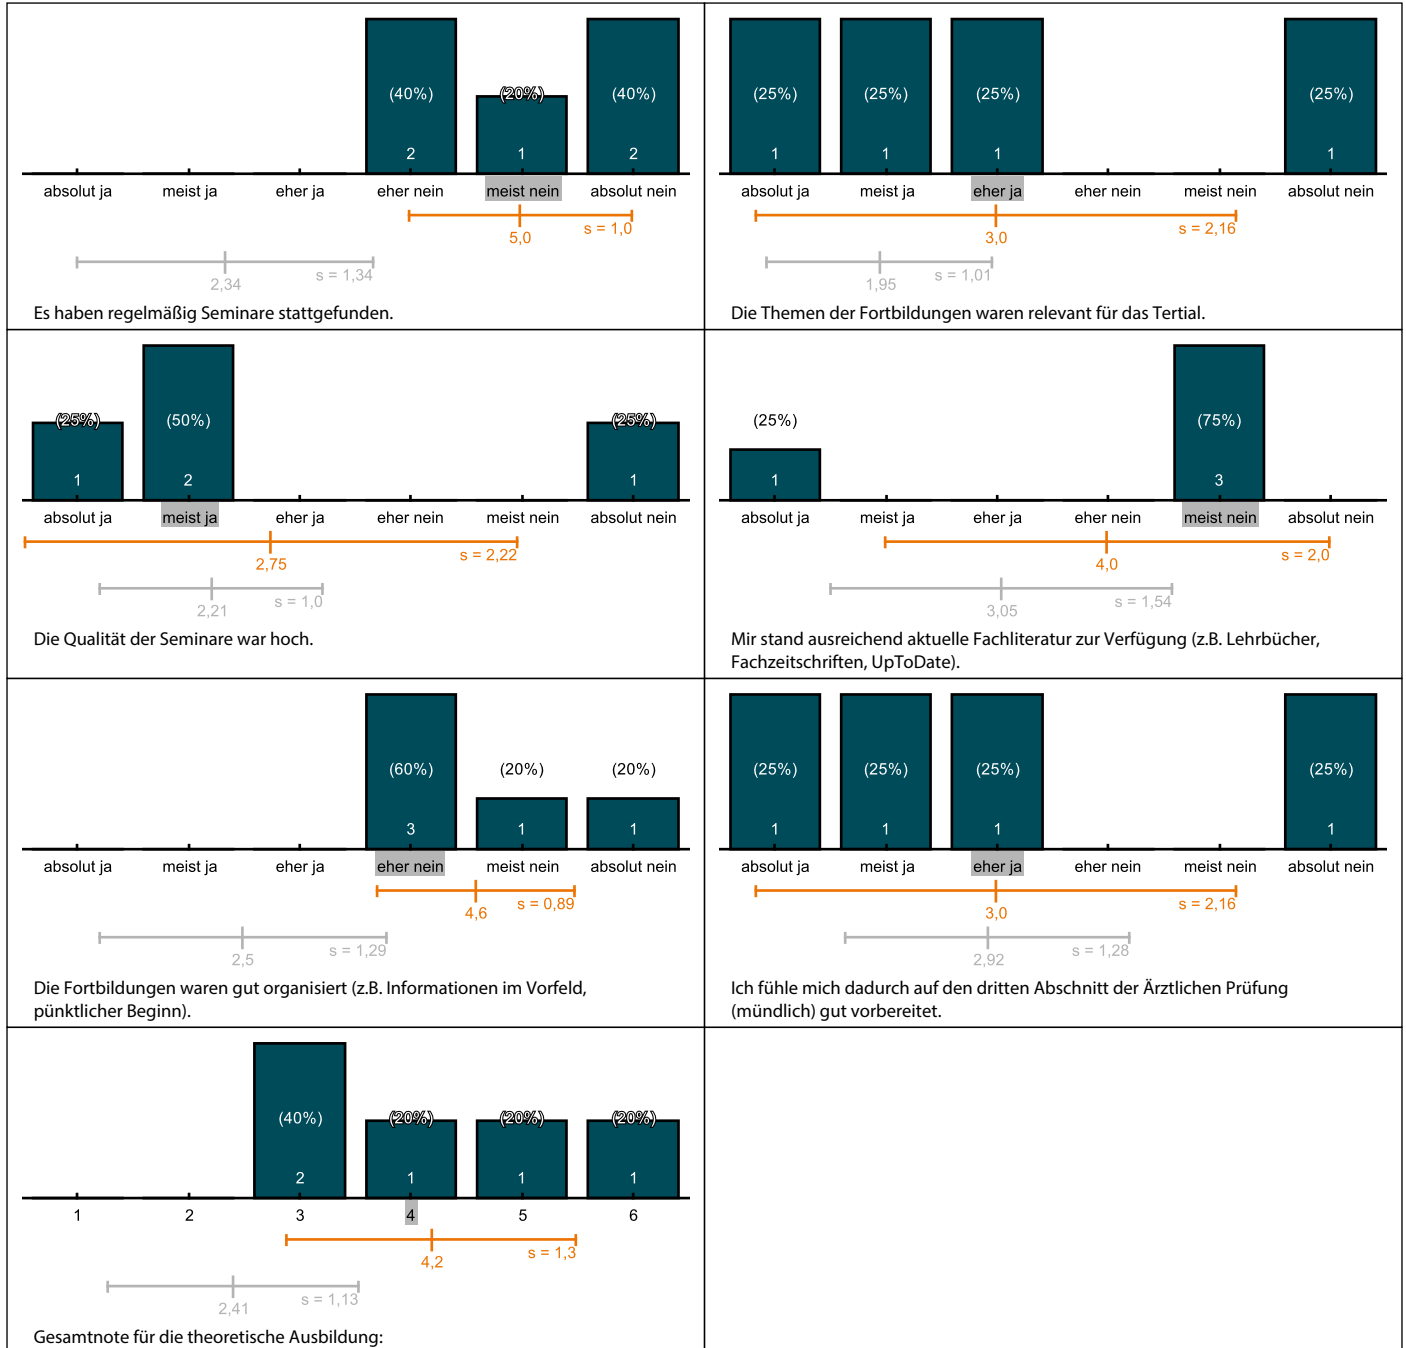 (40%) (20%) (40%)
2 1 2
absolut ja meist ja eher ja eher nein meist nein absolut nein
5,0 s = 1,0
2,34 s = 1,34
Es haben regelmäßig Seminare stattgefunden.
(25%) (25%) (25%) (25%)
1 1 1 1
absolut ja meist ja eher ja eher nein meist nein absolut nein
3,0 s = 2,16
1,95 s = 1,01
Die Themen der Fortbildungen waren relevant für das Tertial.
(25%) (50%) (25%)
1 2 1
absolut ja meist ja eher ja eher nein meist nein absolut nein
2,75 s = 2,22
2,21 s = 1,0
Die Qualität der Seminare war hoch.
(25%) (75%)
1 3
absolut ja meist ja eher ja eher nein meist nein absolut nein
4,0 s = 2,0
3,05 s = 1,54
Mir stand ausreichend aktuelle Fachliteratur zur Verfügung (z.B. Lehrbücher,
Fachzeitschriften, UpToDate).
(60%) (20%) (20%)
3 1 1
absolut ja meist ja eher ja eher nein meist nein absolut nein
4,6 s = 0,89
2,5 s = 1,29
Die Fortbildungen waren gut organisiert (z.B. Informationen im Vorfeld,
pünktlicher Beginn).
(25%) (25%) (25%) (25%)
1 1 1 1
absolut ja meist ja eher ja eher nein meist nein absolut nein
3,0 s = 2,16
2,92 s = 1,28
Ich fühle mich dadurch auf den dritten Abschnitt der Ärztlichen Prüfung
(mündlich) gut vorbereitet.
(40%) (20%) (20%) (20%)
2 1 1 1
1 2 3 4 5 6
4,2 s = 1,3
2,41 s = 1,13
Gesamtnote für die theoretische Ausbildung: